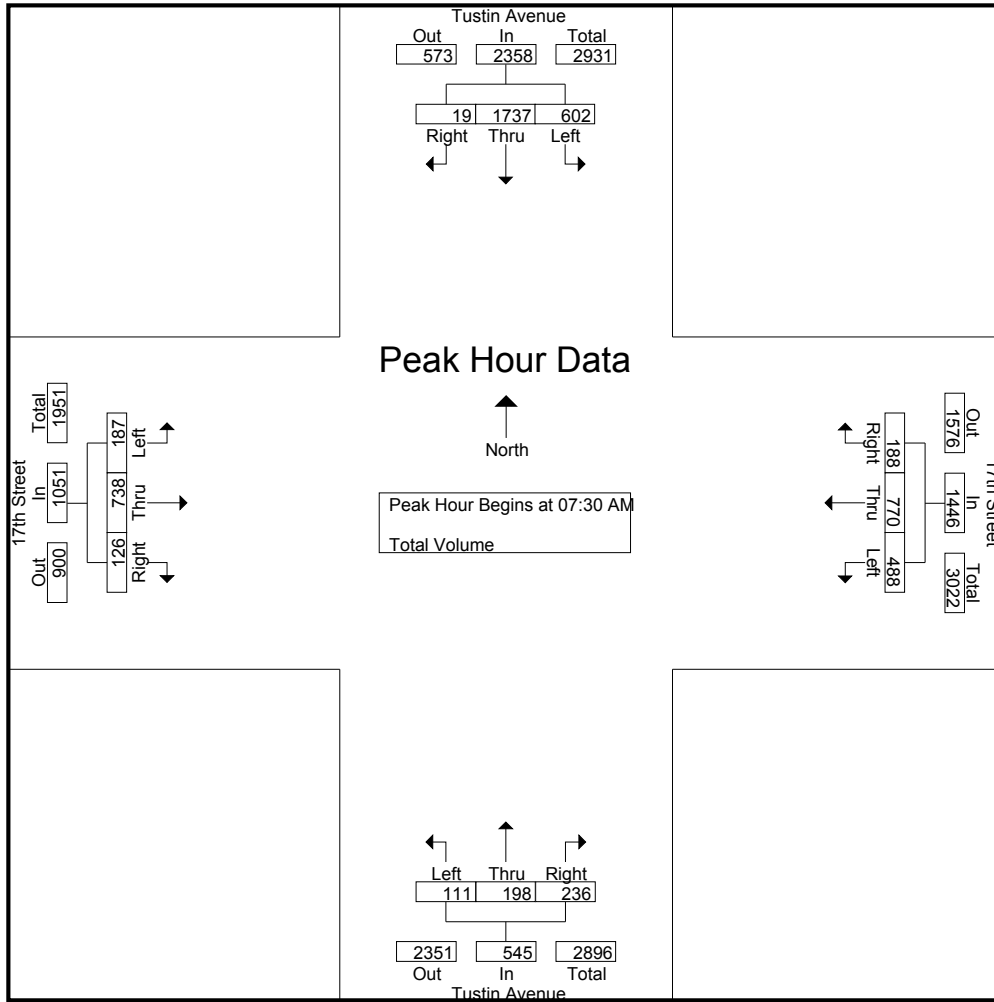 Tustin Avenue
Out In Total
573 2358 2931
19 1737 602
Right Thru Left
Peak Hour Data
North
Peak Hour Begins at 07:30 AM
Total Volume
17th Street
Total In Out
1951 1051 900
187 738 126
Left Thru Right
Out In Total
1576 1446 3022
188 770 488
Right Thru Left
17th Street
Left Thru Right
111 198 236
2351 545 2896
Out In Total
Tustin Avenue